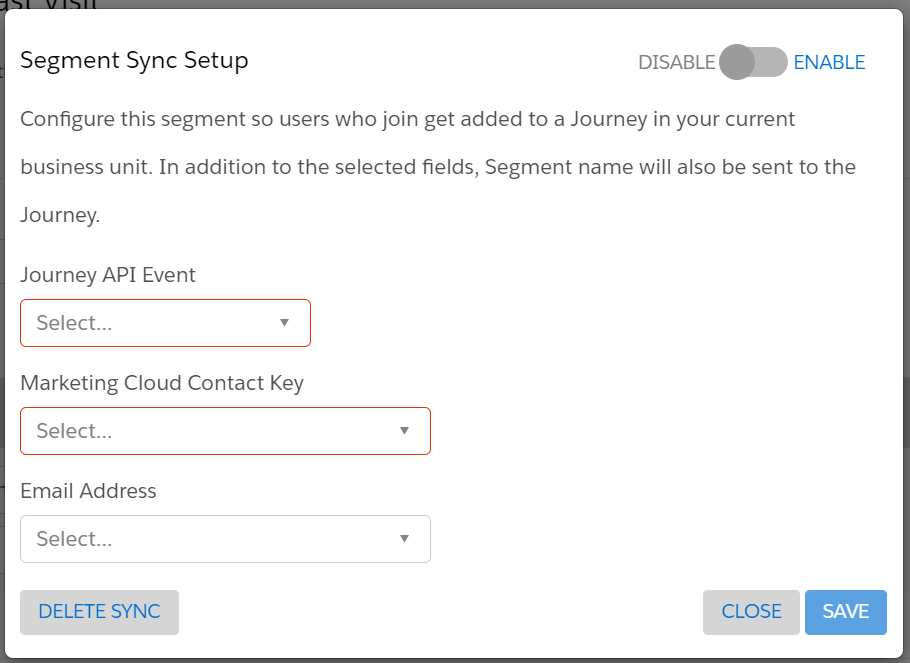 Segment Sync Setup
DISABLE ENABLE
Configure this segment so users who join get added to a Journey in your current
business unit. In addition to the selected fields, Segment name will also be sent to the
Journey.
Journey API Event
Select...
Marketing Cloud Contact Key
Select...
Email Address
Select...
DELETE SYNC CLOSE SAVE